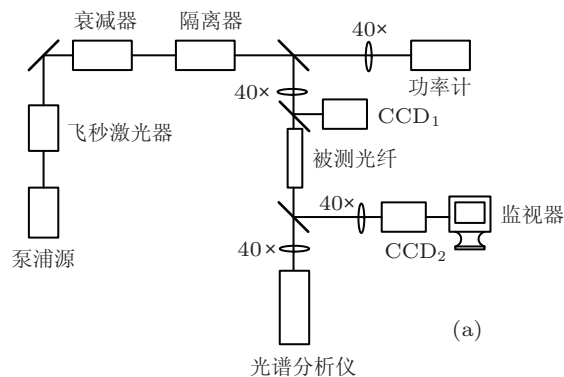 衰减器
隔离器
40×
功率计
40×
CCD1
飞秒激光器
被测光纤
40×
监视器
泵浦源
40×
CCD2
(a)
光谱分析仪